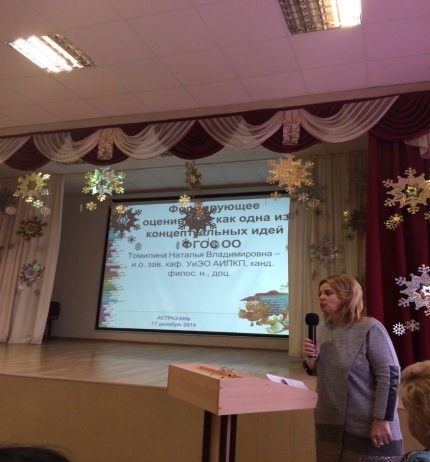 как одна из
концептуальных идей
ФГОС ОО
Томилина Наталья Владимировна –
и.о. зав. каф. УиЭО АИПКП, канд.
филос. н., доц.
АСТРАХАНЬ
17 декабря 2014